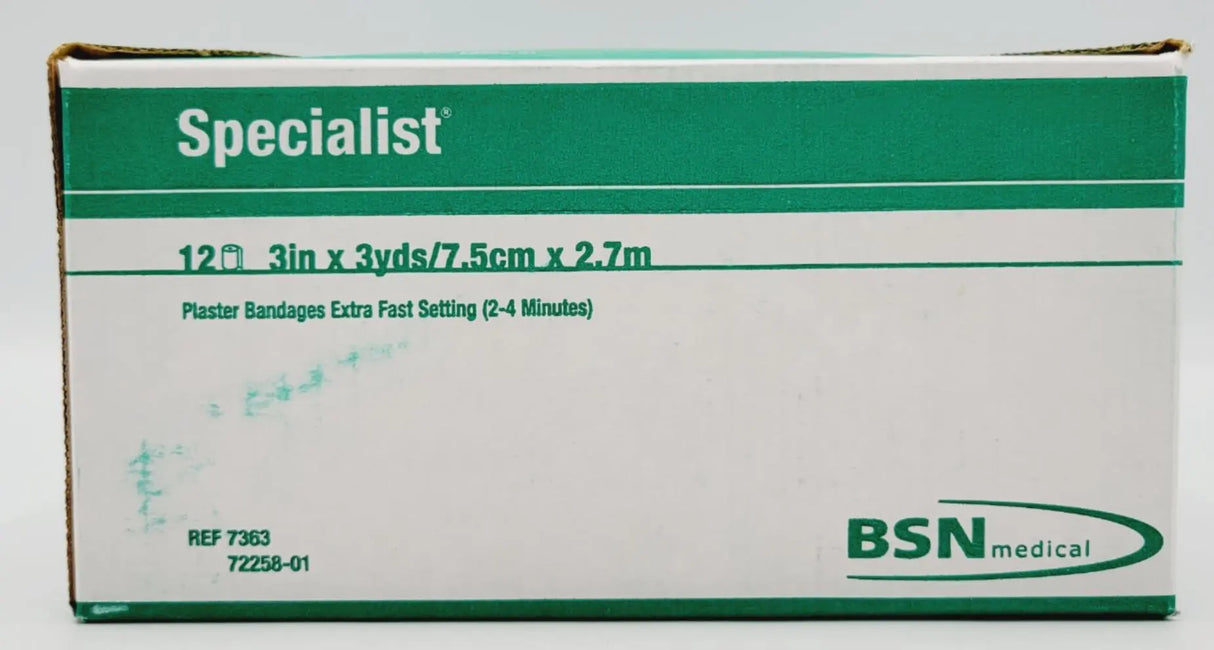 Specialist®
12 3in x 3yds/7.5cm x 2.7m
Plaster Bandages Extra Fast Setting (2-4 Minutes)
REF 7363
72258-01
BSN medical